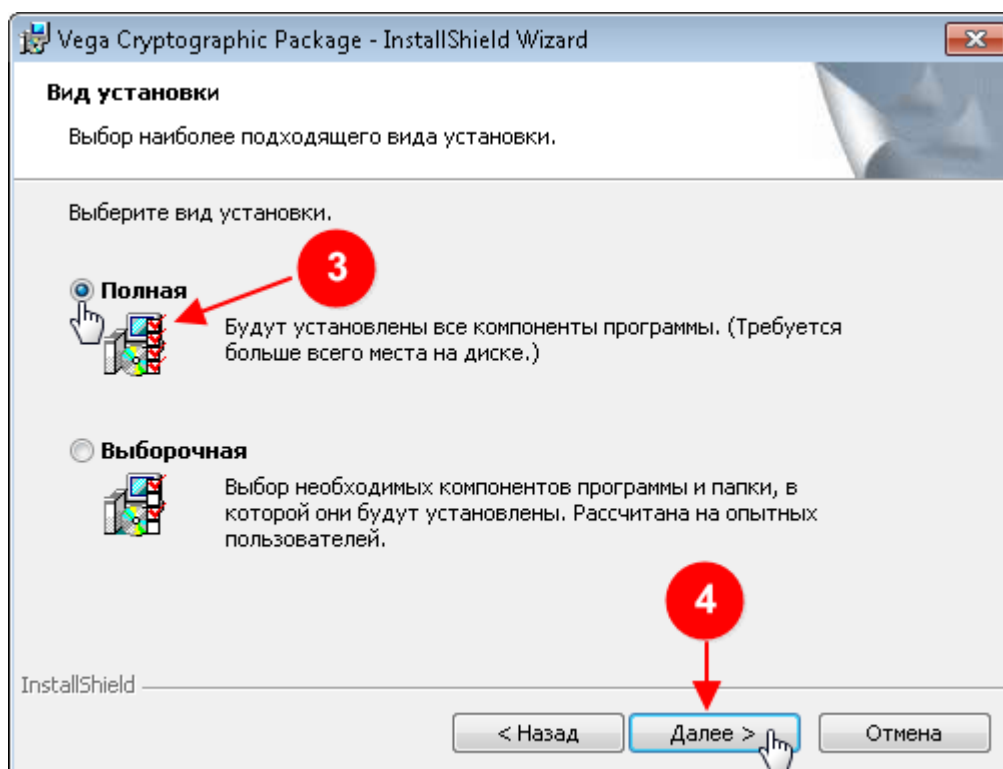 Vega Cryptographic Package - InstallShield Wizard
Вид установки
Выбор наиболее подходящего вида установки.
Выберите вид установки.
3
Полная
Будут установлены все компоненты программы. (Требуется
больше всего места на диске.)
Выборочная
Выбор необходимых компонентов программы и папки, в
которой они будут установлены. Рассчитана на опытных
пользователей.
4
InstallShield
< Назад
Далее >
Отмена